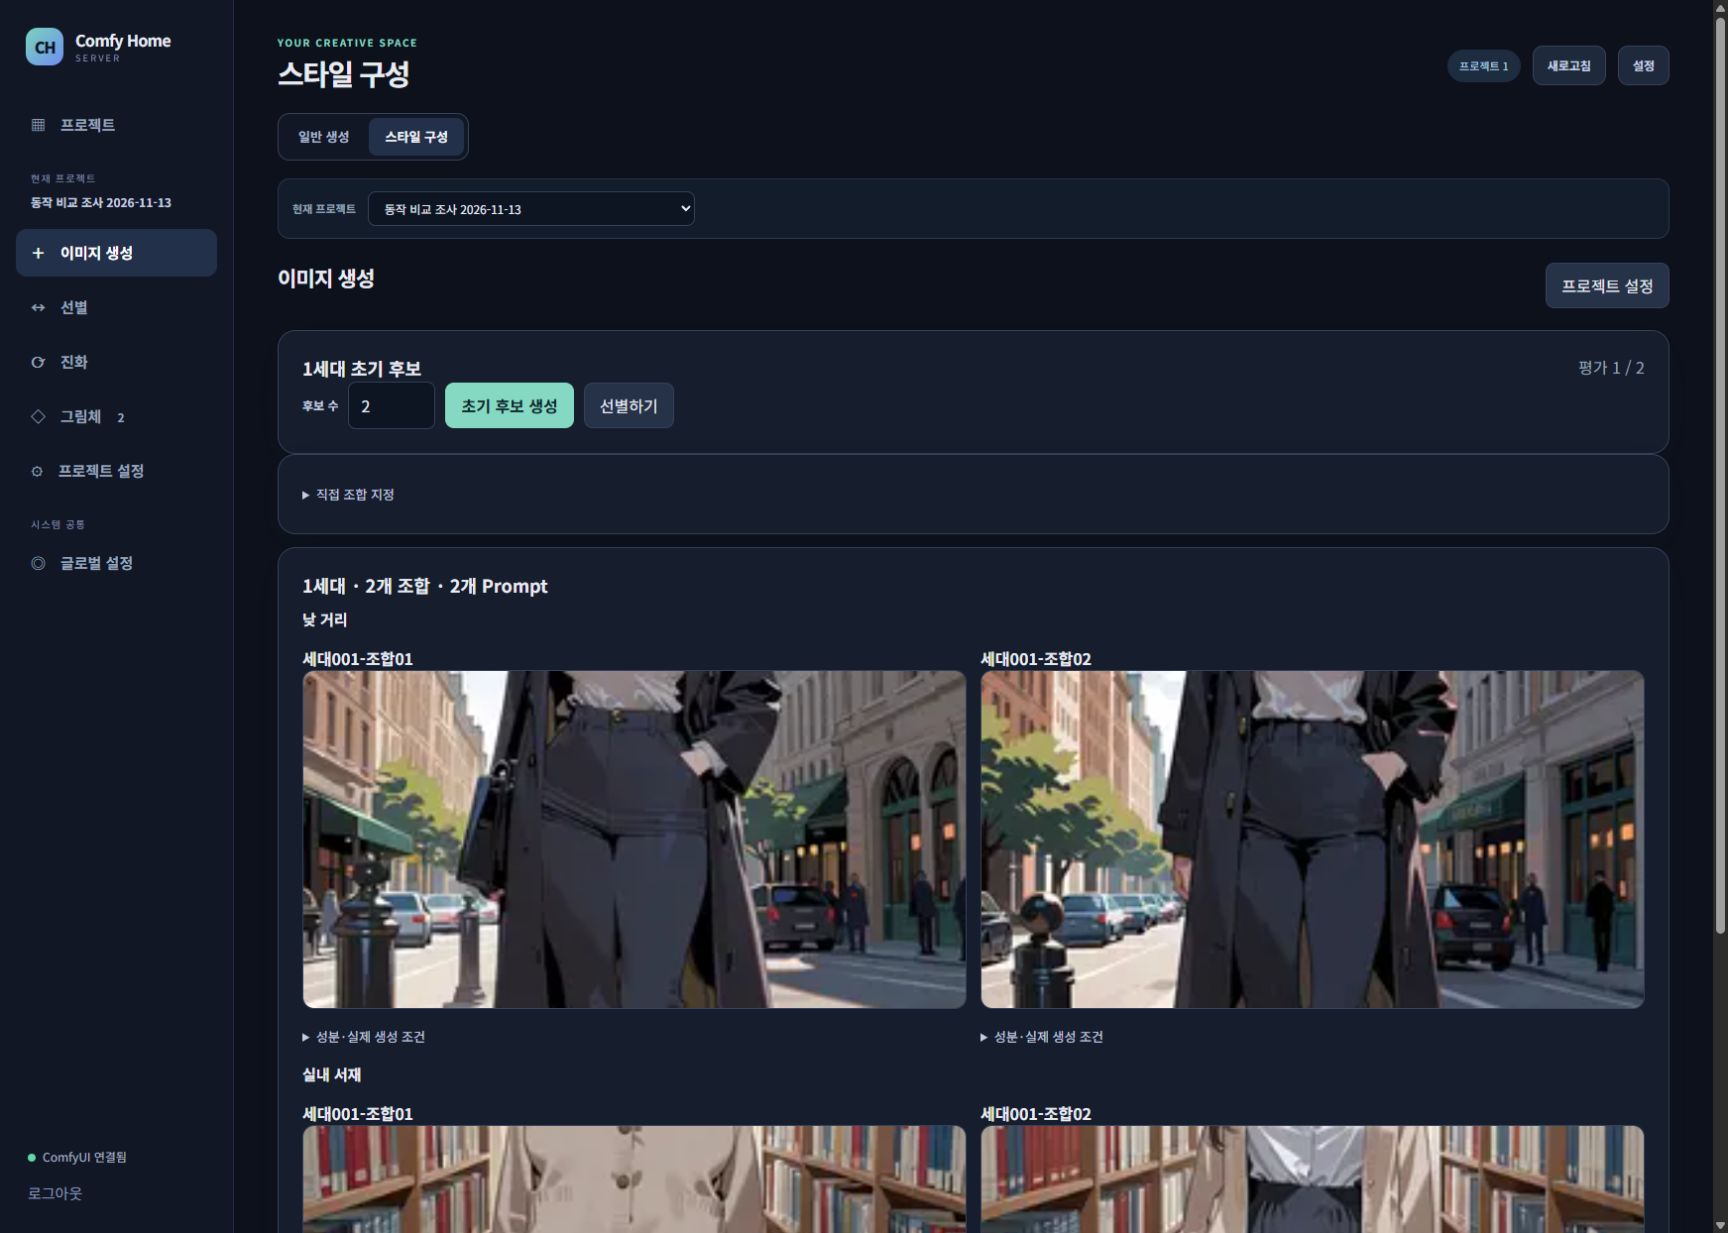 CH
Comfy Home
SERVER
프로젝트
현재 프로젝트
동작 비교 조사 2026-11-13
이미지 생성
선별
진화
그림체 2
프로젝트 설정
시스템 공통
글로벌 설정
ComfyUI 연결됨
로그아웃
YOUR CREATIVE SPACE
스타일 구성
프로젝트 1
새로고침
설정
일반 생성
스타일 구성
현재 프로젝트
동작 비교 조사 2026-11-13
이미지 생성
프로젝트 설정
1세대 초기 후보
평가 1 / 2
후보 수
2
초기 후보 생성
선별하기
직접 조합 지정
1세대 · 2개 조합 · 2개 Prompt
낮 거리
세대001-조합01
세대001-조합02
성분·실제 생성 조건
성분·실제 생성 조건
실내 서재
세대001-조합01
세대001-조합02